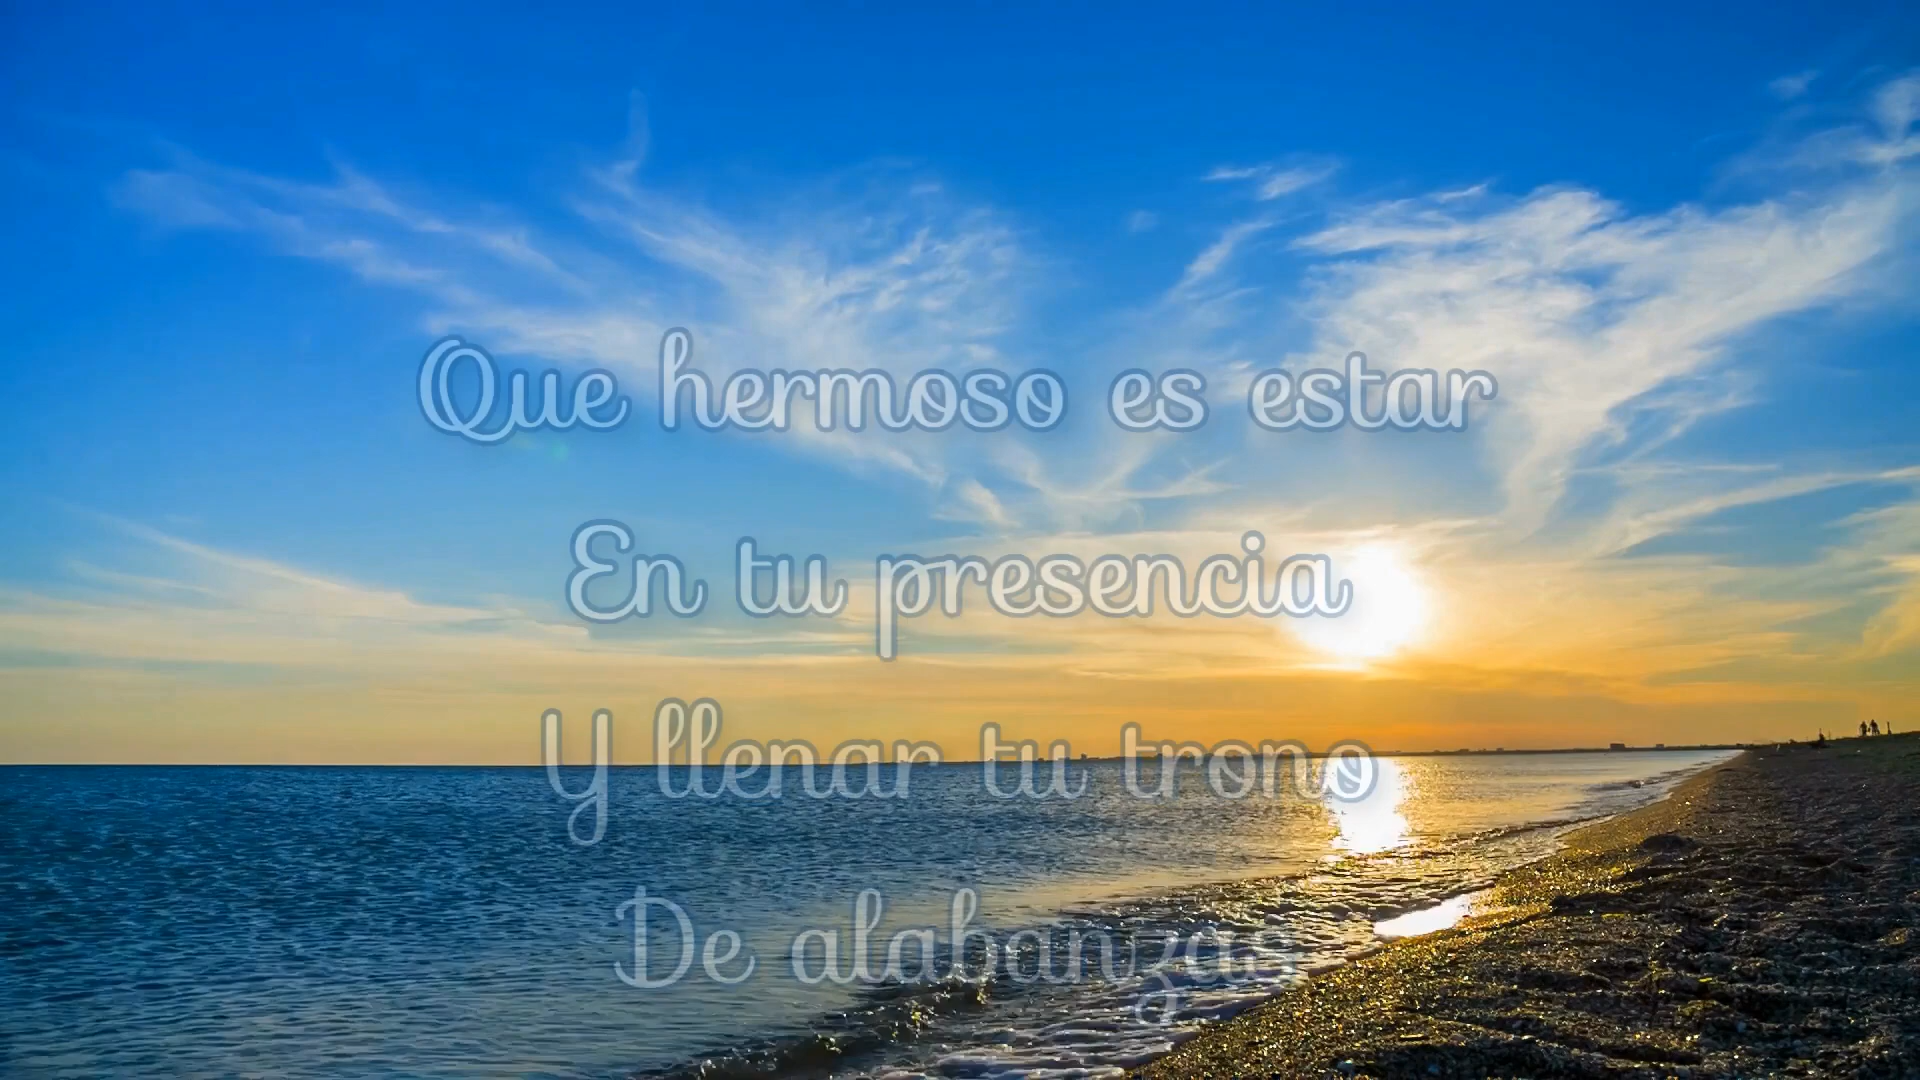 Que hermoso es estar
En tu presencia
Y llenar tu trono
De alabanzas